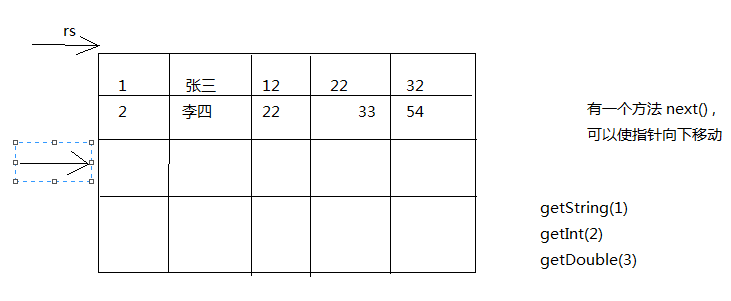 rs
1 张三 12 22 32
2 李四 22 33 54
有一个方法 next() ,
可以使指针向下移动
getString(1)
getInt(2)
getDouble(3)